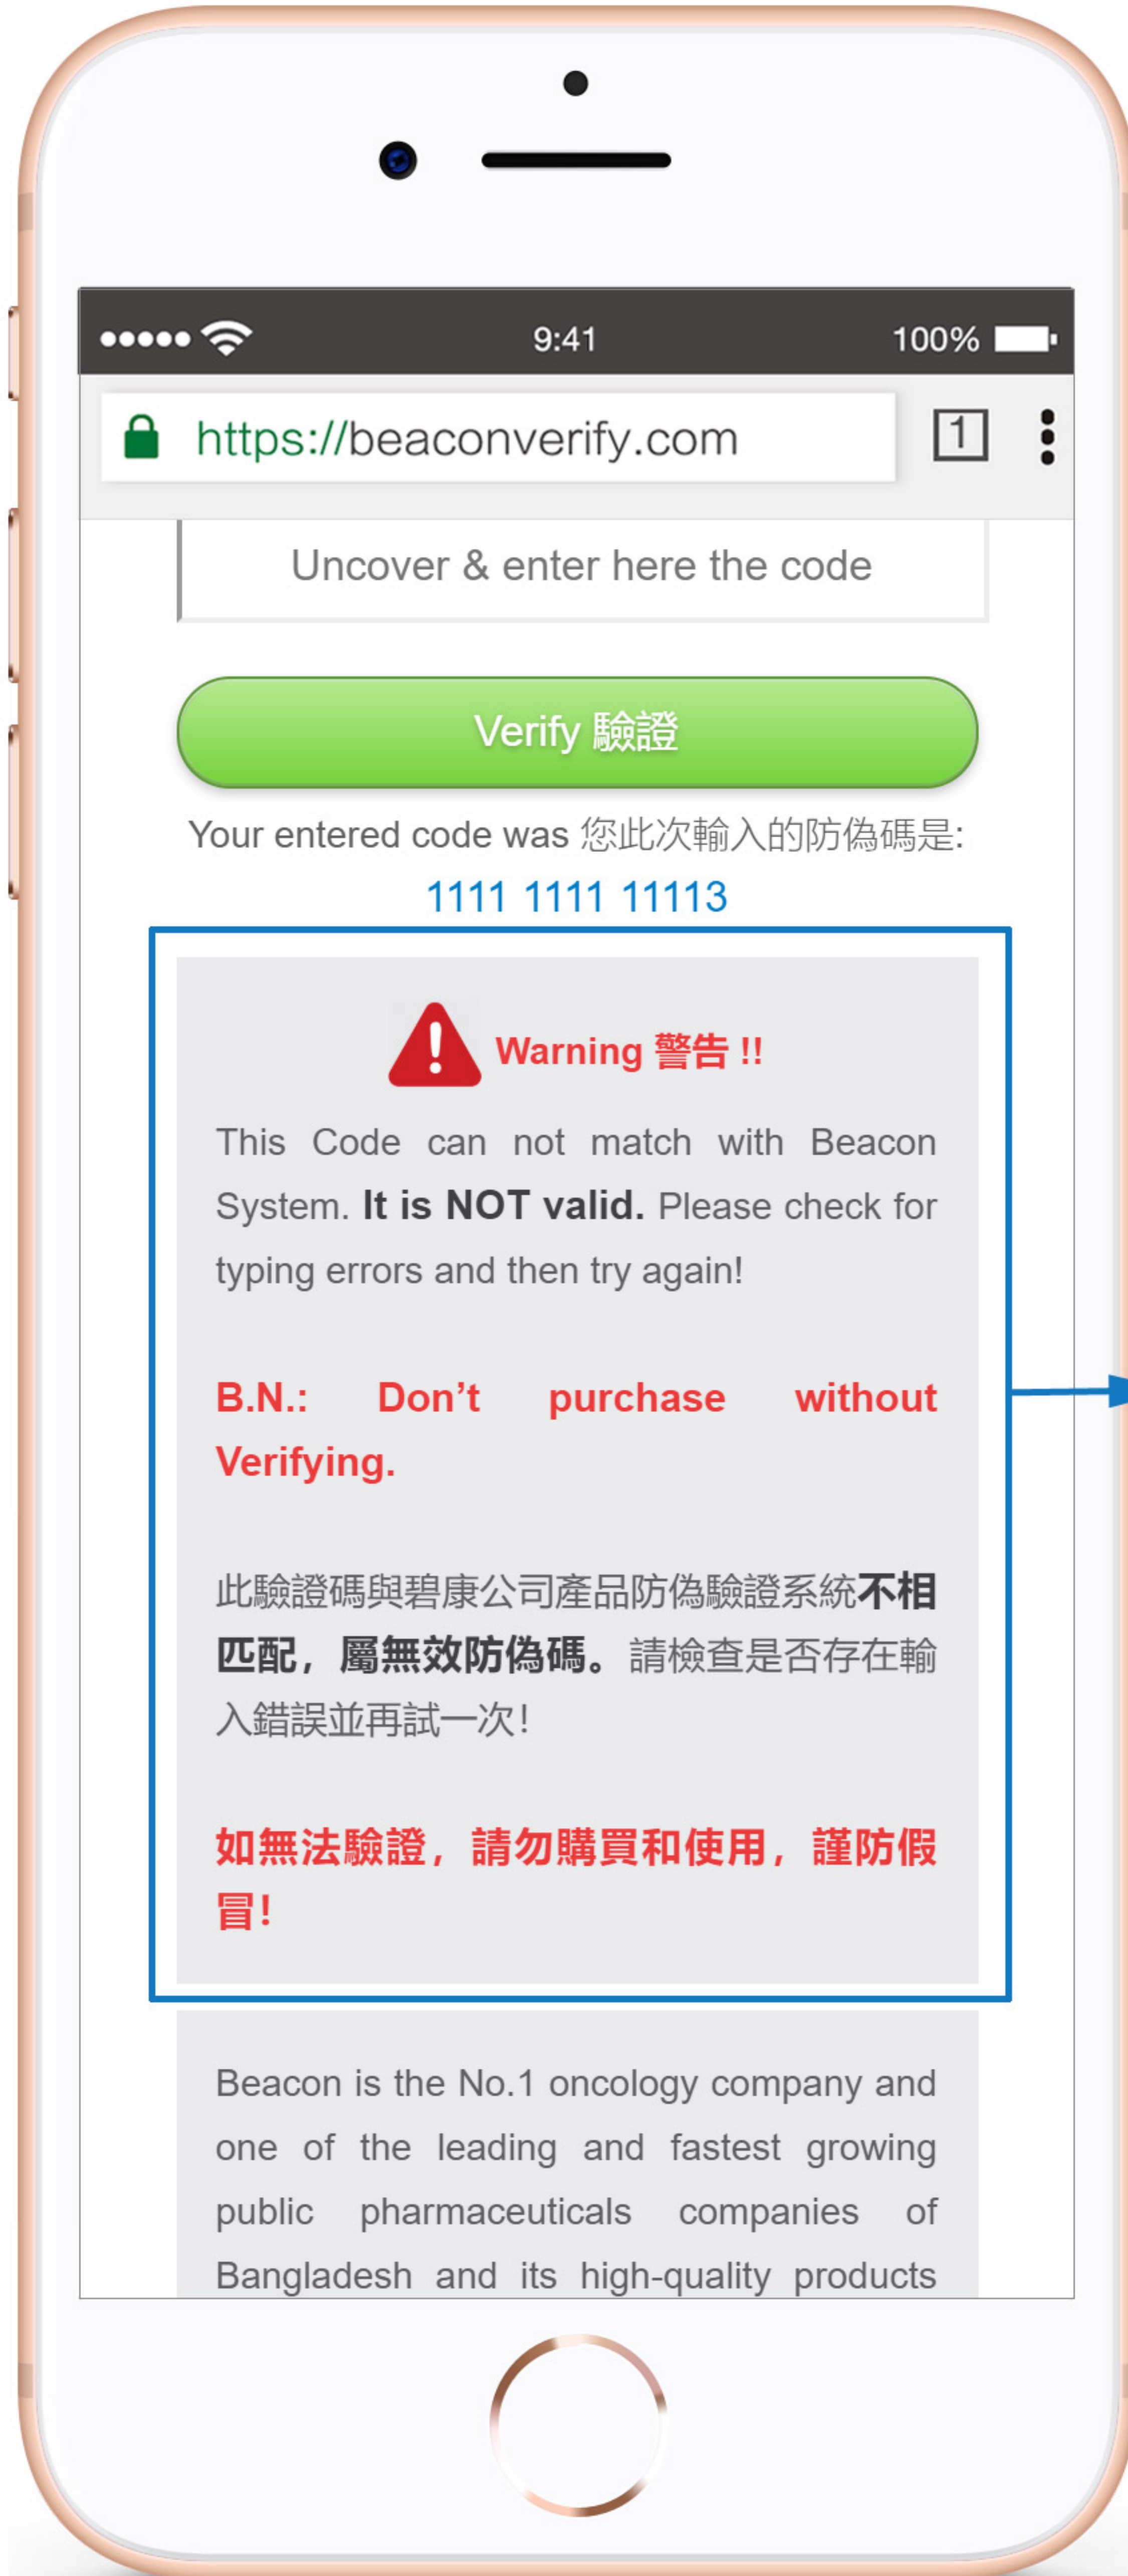 9:41
100%
https://beaconverify.com
1
Uncover & enter here the code
Verify 驗證
Your entered code was 您此次輸入的防偽碼是:
1111 1111 11113
Warning 警告 !!
This Code can not match with Beacon
System. It is NOT valid. Please check for
typing errors and then try again!
B.N.: Don't purchase without
Verifying.
此驗證碼與碧康公司產品防偽驗證系統不相
匹配，屬無效防偽碼。請檢查是否存在輸
入錯誤並再試一次！
如無法驗證，請勿購買和使用，謹防假
冒！
Beacon is the No.1 oncology company and
one of the leading and fastest growing
public pharmaceuticals companies of
Bangladesh and its high-quality products